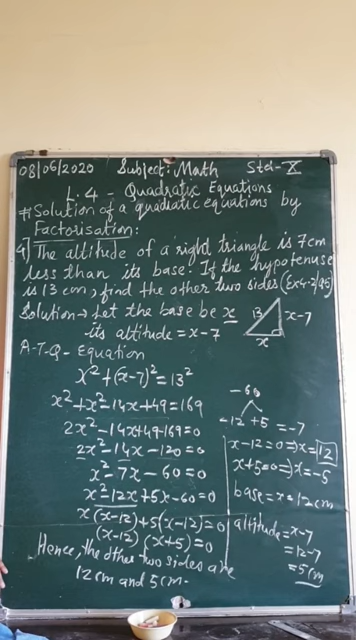 08/06/2020 Subject: Math Std-X
L.4 - Quadratic Equations
# Solution of a quadiatic equations by
Factorisation:
4) The altitude of a right triangle is 7cm
less than its base. If the hypotenuse
is 13 cm, find the other two sides (Ex4.2/Q5)
Solution→ Let the base be x
its altitude = x-7
13 x-7
x
A-T-Q- Equation
x²+(x-7)²=13²
x²+x²-14x+49=169
2x²-14x+49-169=0
2x²-14x-120=0
x²-7x-60=0
x²-12x+5x-60=0
x(x-12)+5(x-12)=0
(x-12)(x+5)=0
Hence, the other two sides are
12cm and 5cm.
-60
-12 +5 = -7
x-12=0=)x=12
x+5=0=)x=-5
base=x=12cm
altitude=x-7
=12-7
=5cm